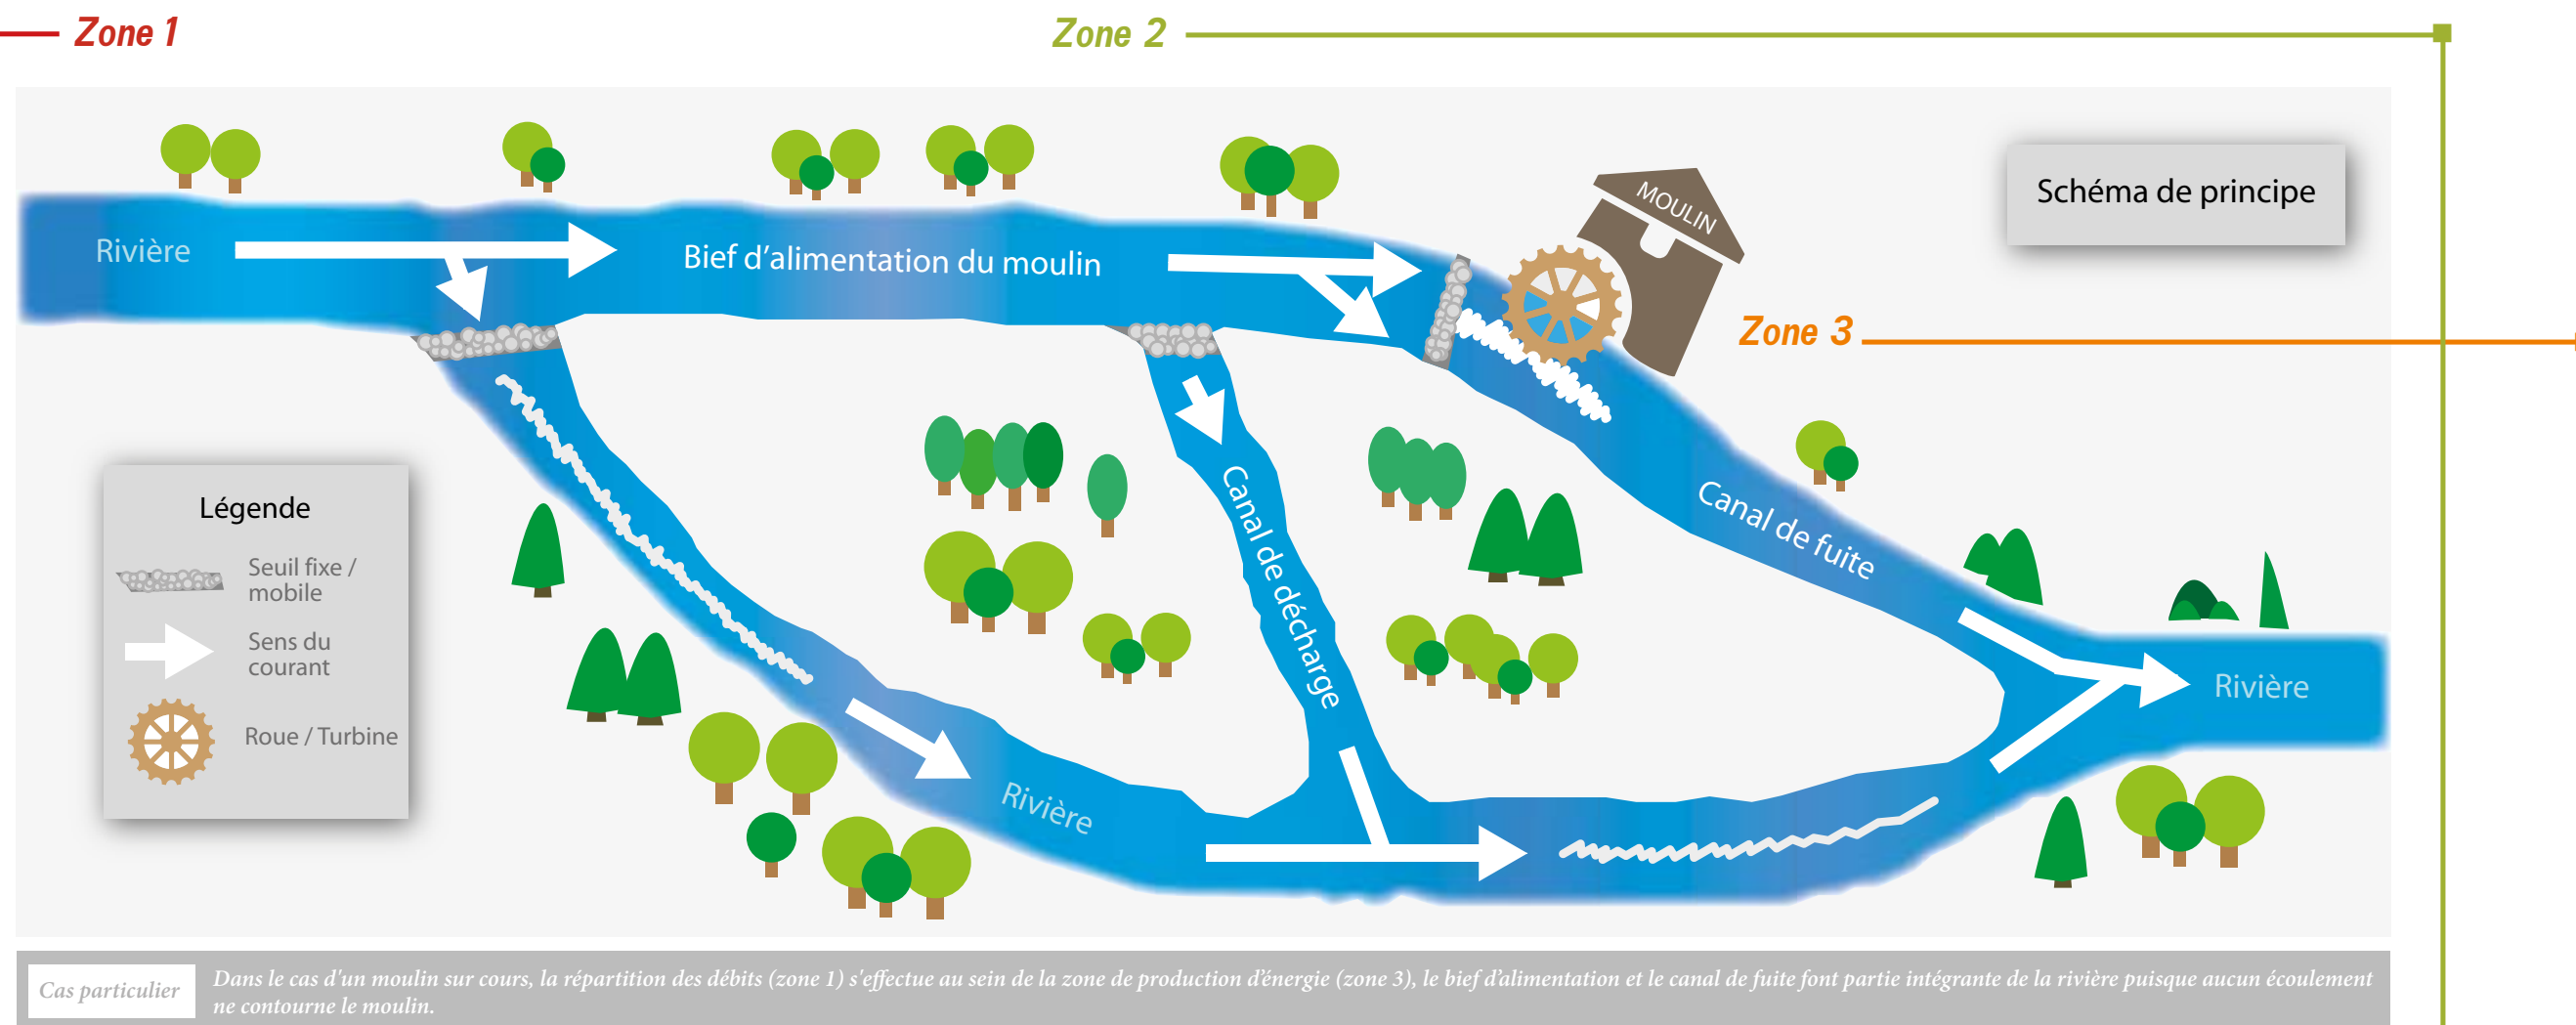 Zone 1
Zone 2
Schéma de principe
MOULIN
Rivière
Bief d’alimentation du moulin
Zone 3
Légende
Seuil fixe /
mobile
Sens du
courant
Roue / Turbine
Canal de décharge
Canal de fuite
Rivière
Rivière
Cas particulier
Dans le cas d'un moulin sur cours, la répartition des débits (zone 1) s'effectue au sein de la zone de production d’énergie (zone 3), le bief d’alimentation et le canal de fuite font partie intégrante de la rivière puisque aucun écoulement
ne contourne le moulin.